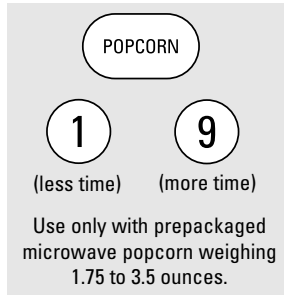 POPCORN
1 9
(less time) (more time)
Use only with prepackaged
microwave popcorn weighing
1.75 to 3.5 ounces.